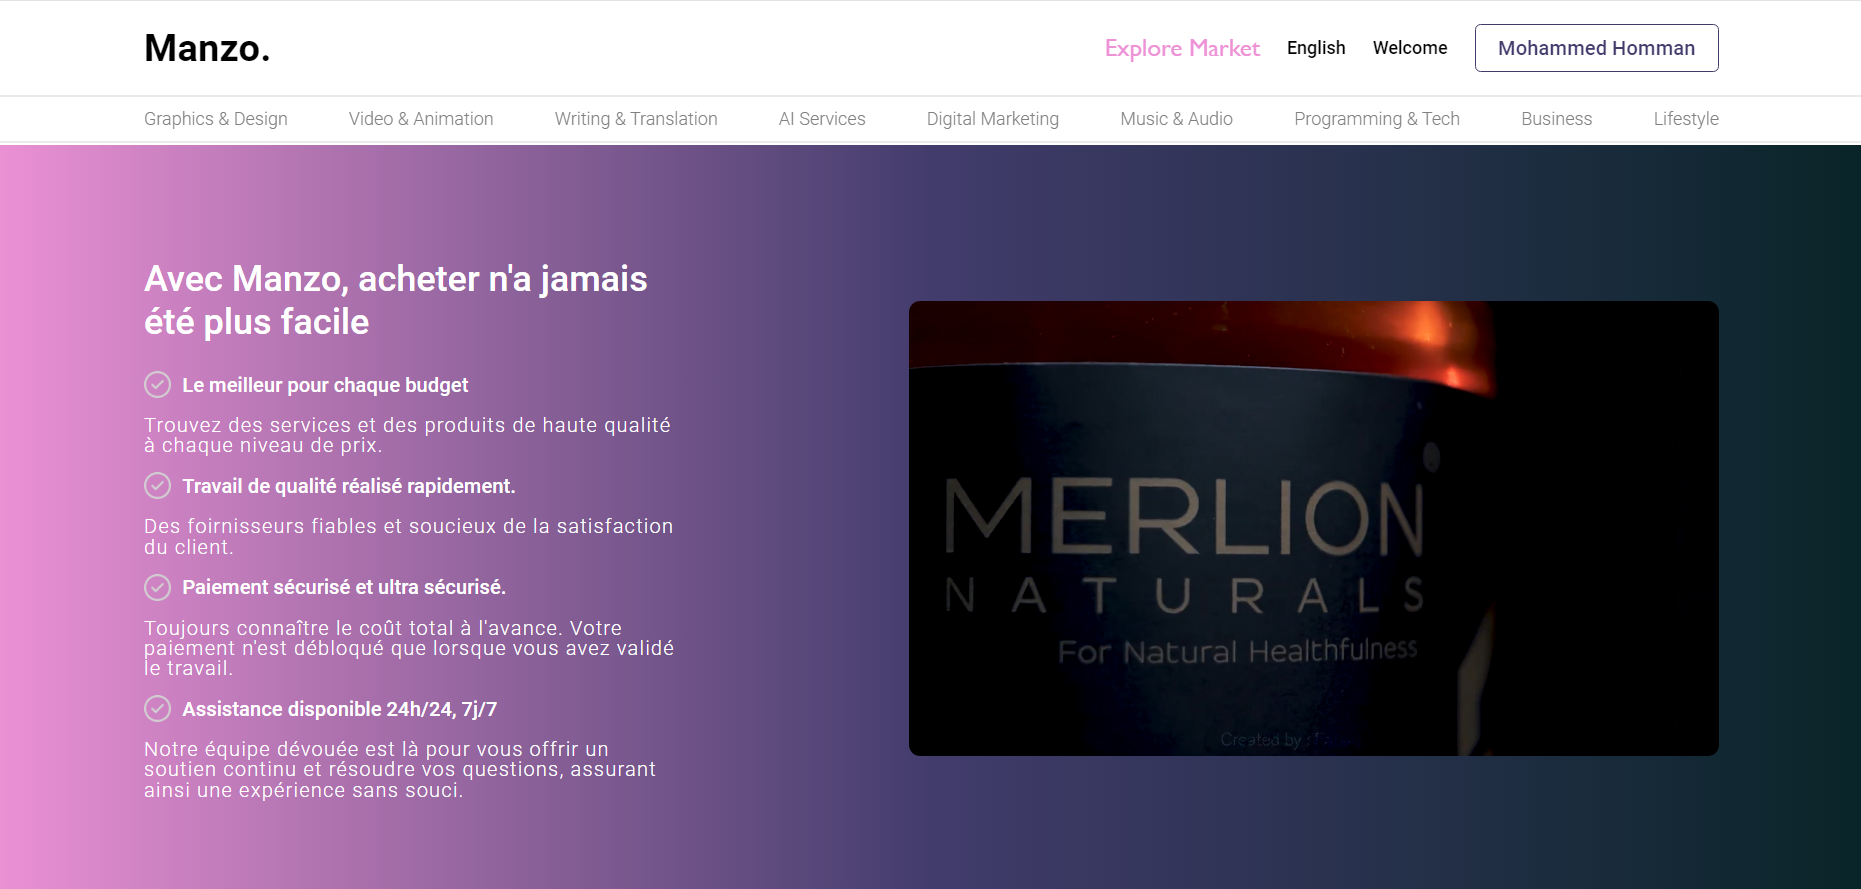 Manzo.
Explore Market English Welcome Mohammed Homman
Graphics & Design Video & Animation Writing & Translation AI Services Digital Marketing Music & Audio Programming & Tech Business Lifestyle
Avec Manzo, acheter n'a jamais
été plus facile
Le meilleur pour chaque budget
Trouvez des services et des produits de haute qualité
à chaque niveau de prix.
Travail de qualité réalisé rapidement.
Des foirnisseurs fiables et soucieux de la satisfaction
du client.
Paiement sécurisé et ultra sécurisé.
Toujours connaître le coût total à l'avance. Votre
paiement n'est débloqué que lorsque vous avez validé
le travail.
Assistance disponible 24h/24, 7j/7
Notre équipe dévouée est là pour vous offrir un
soutien continu et résoudre vos questions, assurant
ainsi une expérience sans souci.
MERLION
NATURALS
For Natural Healthfulness
Created by